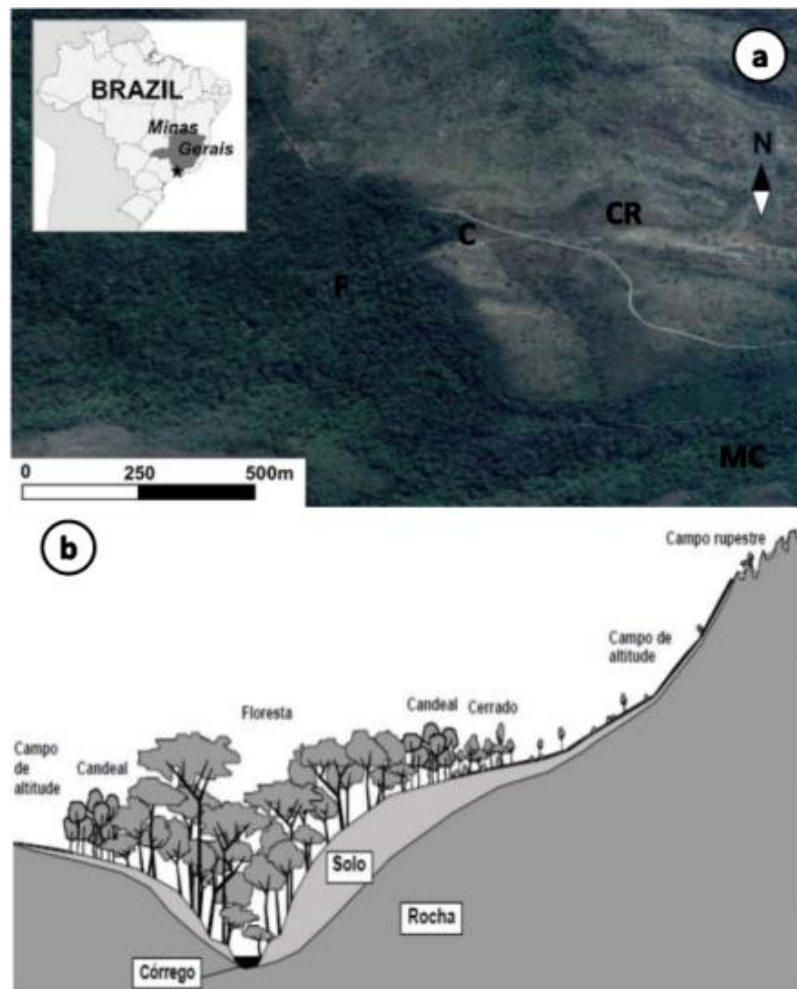 a
BRAZIL
Minas
Gerais
N
CR
C
F
MC
0 250 500m
b
Campo rupestre
Campo de
altitude
Candeal Cerrado
Floresta
Campo
de
altitude
Candeal
Solo
Rocha
Córrego